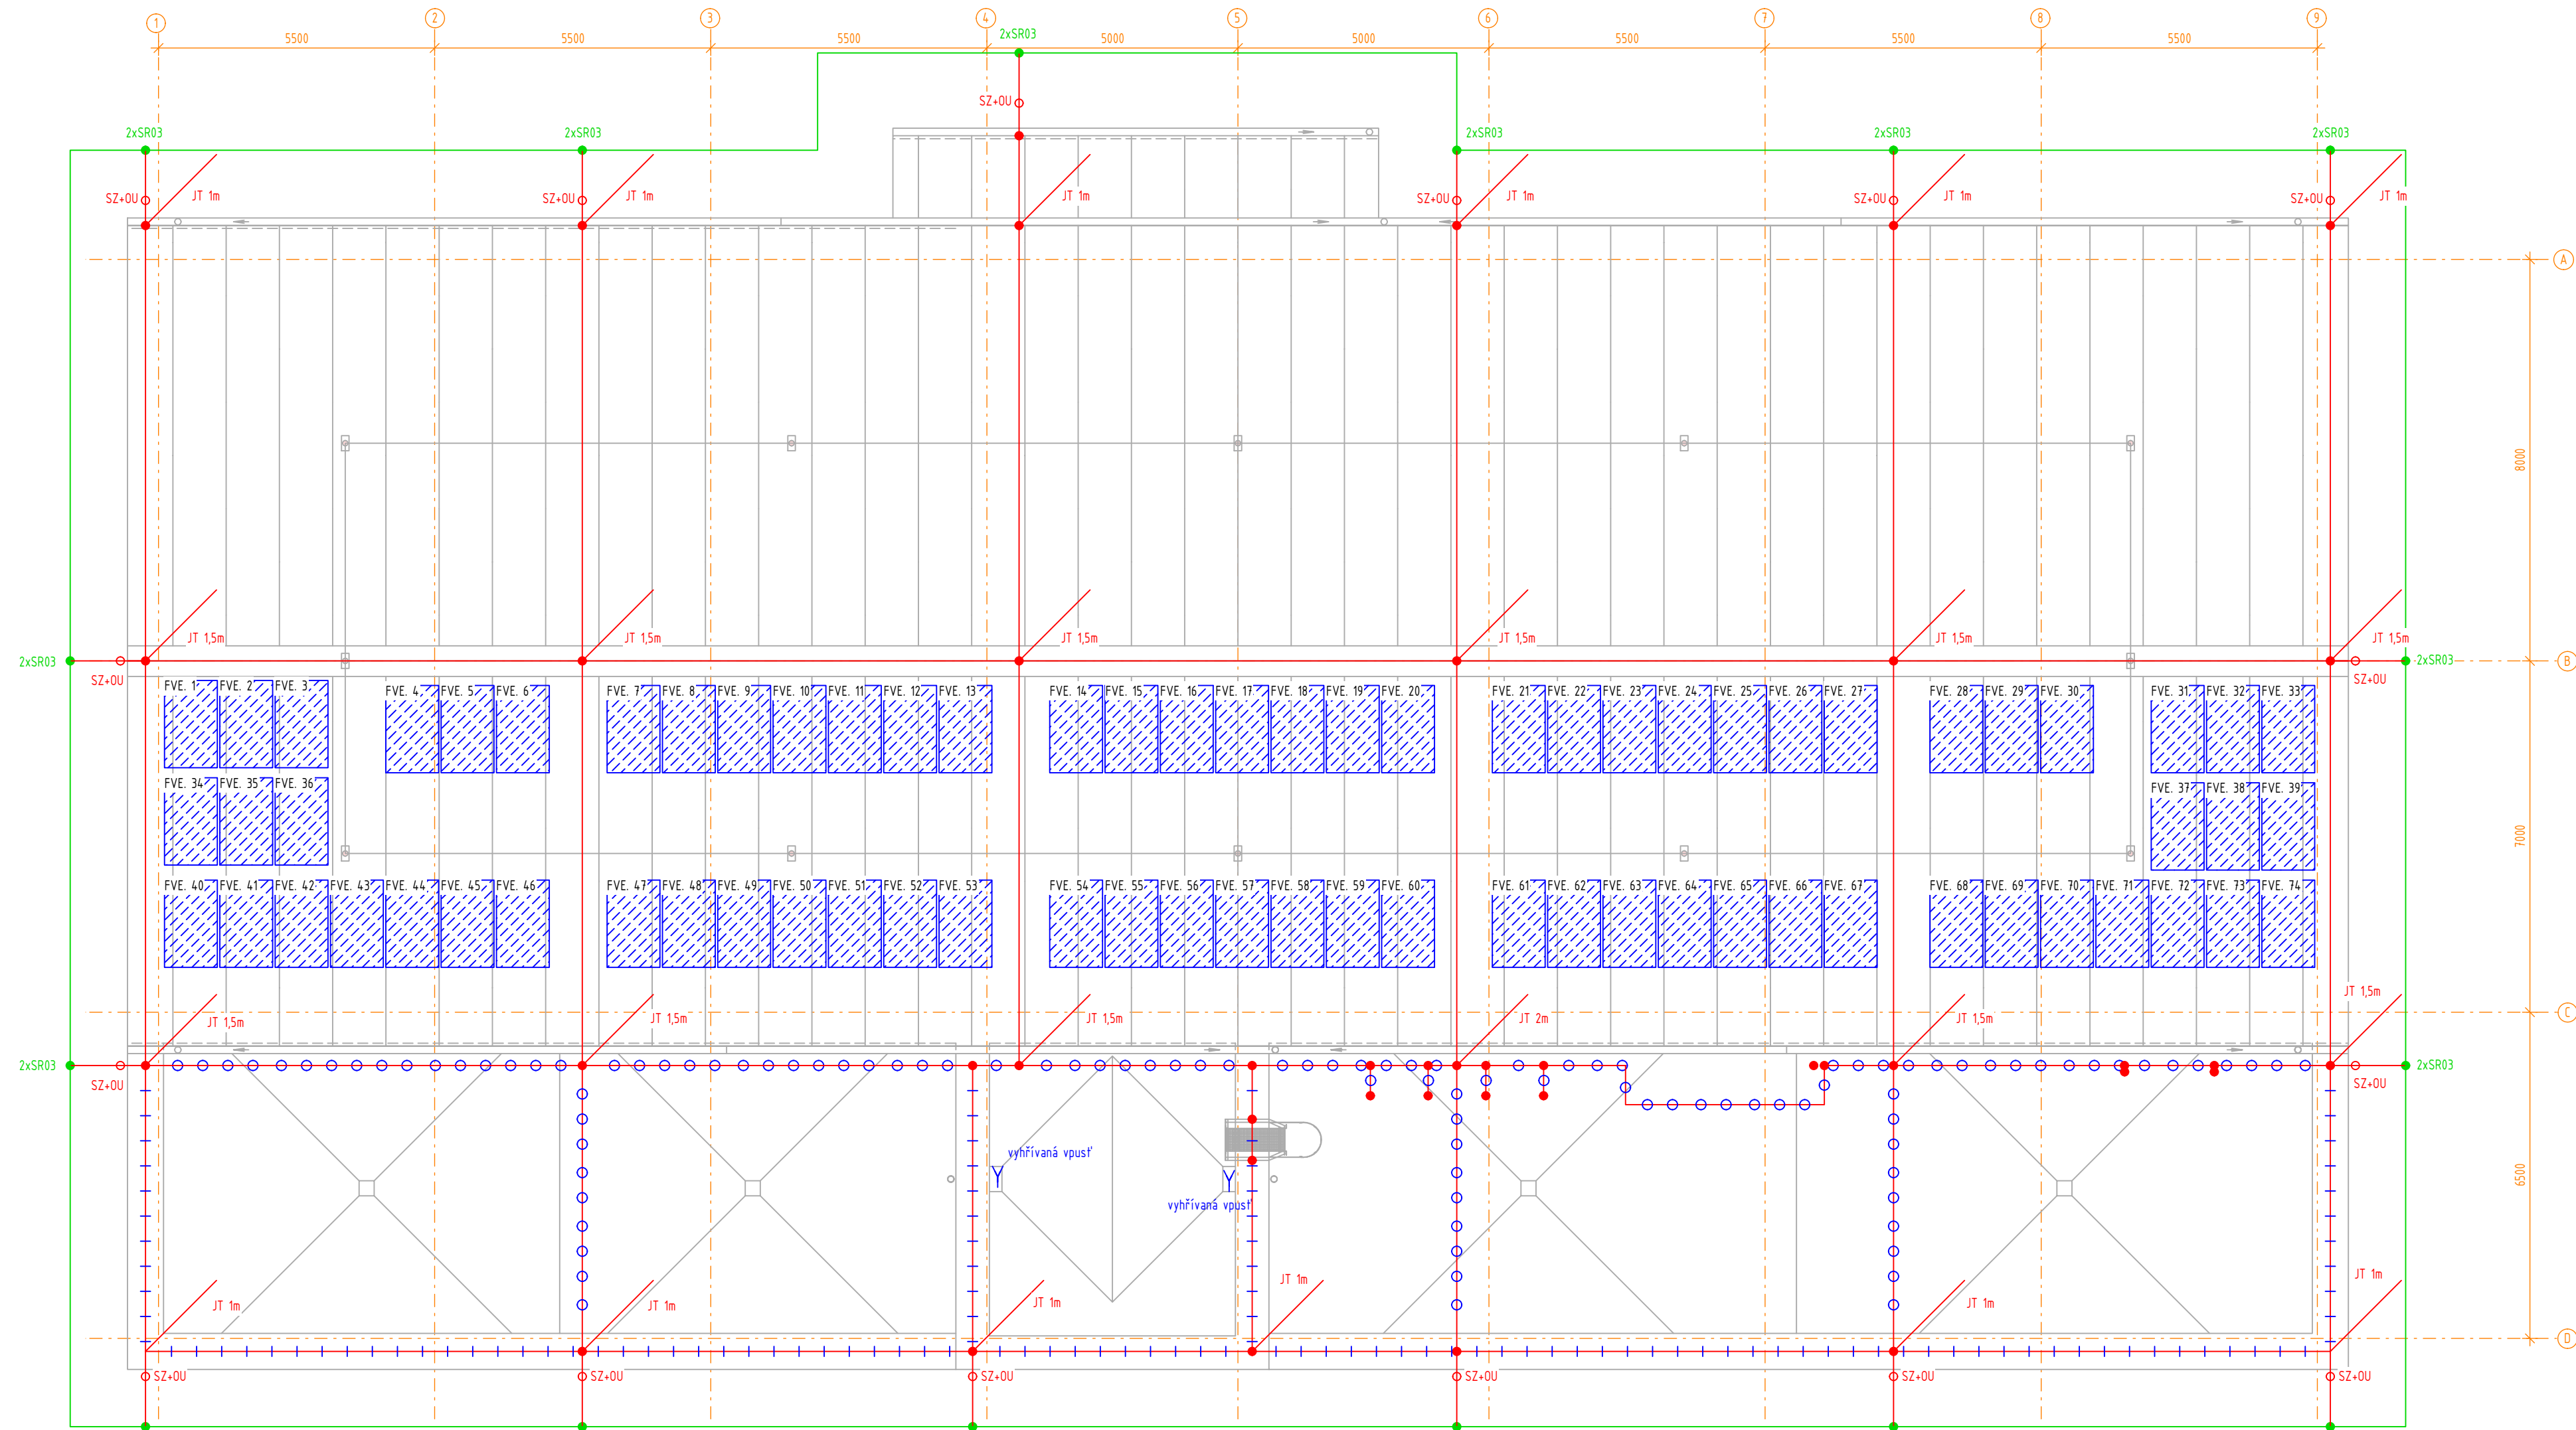 1 2 3 4 5 6 7 8 9
5500 5500 5500 5000 5000 5500 5500 5500
2xSR03
SZ+OU
2xSR03 2xSR03 2xSR03 2xSR03 2xSR03
SZ+OU JT 1m SZ+OU JT 1m JT 1m SZ+OU JT 1m SZ+OU JT 1m SZ+OU JT 1m
A
8000
JT 1,5m JT 1,5m JT 1,5m JT 1,5m JT 1,5m JT 1,5m
2xSR03 2xSR03 B
SZ+OU SZ+OU
FVE. 1 FVE. 2 FVE. 3 FVE. 4 FVE. 5 FVE. 6 FVE. 7 FVE. 8 FVE. 9 FVE. 10 FVE. 11 FVE. 12 FVE. 13 FVE. 14 FVE. 15 FVE. 16 FVE. 17 FVE. 18 FVE. 19 FVE. 20 FVE. 21 FVE. 22 FVE. 23 FVE. 24 FVE. 25 FVE. 26 FVE. 27 FVE. 28 FVE. 29 FVE. 30 FVE. 31 FVE. 32 FVE. 33
FVE. 34 FVE. 35 FVE. 36 FVE. 37 FVE. 38 FVE. 39
7000
FVE. 40 FVE. 41 FVE. 42 FVE. 43 FVE. 44 FVE. 45 FVE. 46 FVE. 47 FVE. 48 FVE. 49 FVE. 50 FVE. 51 FVE. 52 FVE. 53 FVE. 54 FVE. 55 FVE. 56 FVE. 57 FVE. 58 FVE. 59 FVE. 60 FVE. 61 FVE. 62 FVE. 63 FVE. 64 FVE. 65 FVE. 66 FVE. 67 FVE. 68 FVE. 69 FVE. 70 FVE. 71 FVE. 72 FVE. 73 FVE. 74
JT 1,5m JT 1,5m JT 1,5m JT 2m JT 1,5m JT 1,5m
C
2xSR03 2xSR03
SZ+OU SZ+OU
vyhřívaná vpusť
6500
vyhřívaná vpusť
JT 1m JT 1m JT 1m JT 1m JT 1m JT 1m
D
SZ+OU SZ+OU SZ+OU SZ+OU SZ+OU SZ+OU